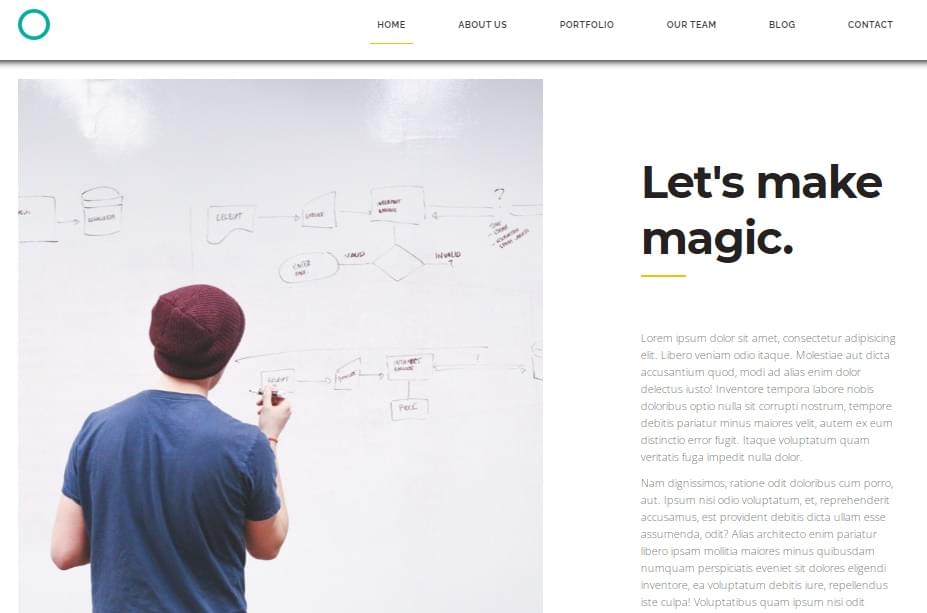 HOME ABOUT US PORTFOLIO OUR TEAM BLOG CONTACT
VALID
INVALID
?
Let's make
magic.
Lorem ipsum dolor sit amet, consectetur adipisicing
elit. Libero veniam odio itaque. Molestiae aut dicta
accusantium quod, modi ad alias enim dolor
delectus iusto! Inventore tempora labore nobis
doloribus optio nulla sit corrupti nostrum, tempore
debitis pariatur minus maiores velit, autem ex eum
distinctio error fugit. Itaque voluptatum quam
veritatis fuga impedit nulla dolor.
Nam dignissimos, ratione odit doloribus cum porro,
aut. Ipsum nisi odio voluptatum, et, reprehenderit
accusamus, est provident debitis dicta ullam esse
assumenda, odit? Alias architecto enim pariatur
libero ipsam mollitia maiores minus quibusdam
numquam perspiciatis eveniet sit dolores eligendi
inventore, ea voluptatum debitis iure, repellendus
iste culpa! Voluptatibus quam ipsum nisi odit